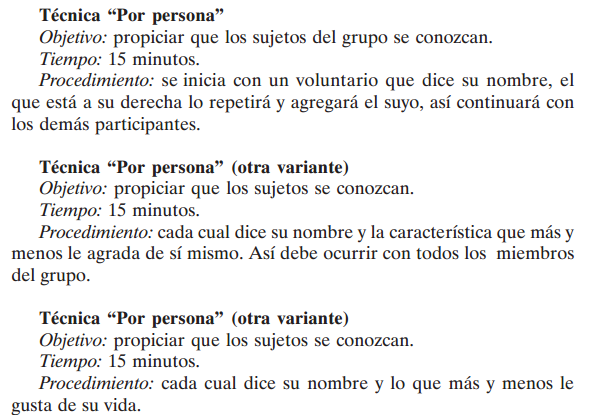 Técnica “Por persona”
Objetivo: propiciar que los sujetos del grupo se conozcan.
Tiempo: 15 minutos.
Procedimiento: se inicia con un voluntario que dice su nombre, el
que está a su derecha lo repetirá y agregará el suyo, así continuará con
los demás participantes.
Técnica “Por persona” (otra variante)
Objetivo: propiciar que los sujetos se conozcan.
Tiempo: 15 minutos.
Procedimiento: cada cual dice su nombre y la característica que más y
menos le agrada de sí mismo. Así debe ocurrir con todos los miembros
del grupo.
Técnica “Por persona” (otra variante)
Objetivo: propiciar que los sujetos se conozcan.
Tiempo: 15 minutos.
Procedimiento: cada cual dice su nombre y lo que más y menos le
gusta de su vida.